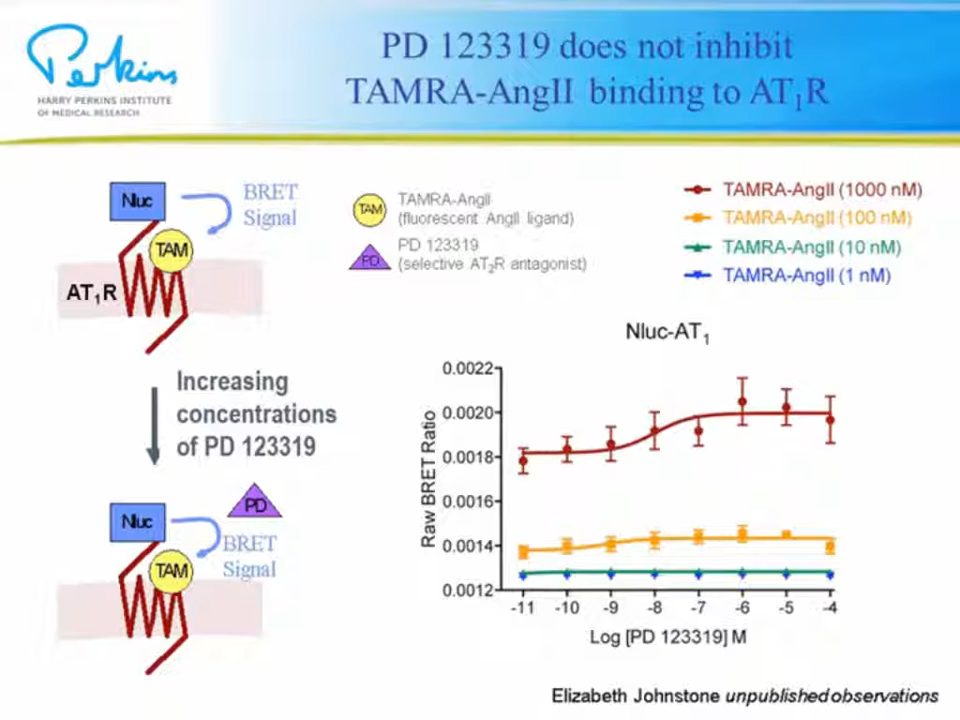 PD 123319 does not inhibit
TAMRA-AngII binding to AT1R
Perkins
HARRY PERKINS INSTITUTE
OF MEDICAL RESEARCH
Nluc
BRET
Signal
TAM
AT1R
TAM
TAMRA-AngII
(fluorescent AngII ligand)
PD
PD 123319
(selective AT2R antagonist)
TAMRA-AngII (1000 nM)
TAMRA-AngII (100 nM)
TAMRA-AngII (10 nM)
TAMRA-AngII (1 nM)
Increasing
concentrations
of PD 123319
Nluc
PD
BRET
Signal
TAM
Nluc-AT1
Raw BRET Ratio
0.0022
0.0020
0.0018
0.0016
0.0014
0.0012
-11 -10 -9 -8 -7 -6 -5 -4
Log [PD 123319] M
Elizabeth Johnstone unpublished observations